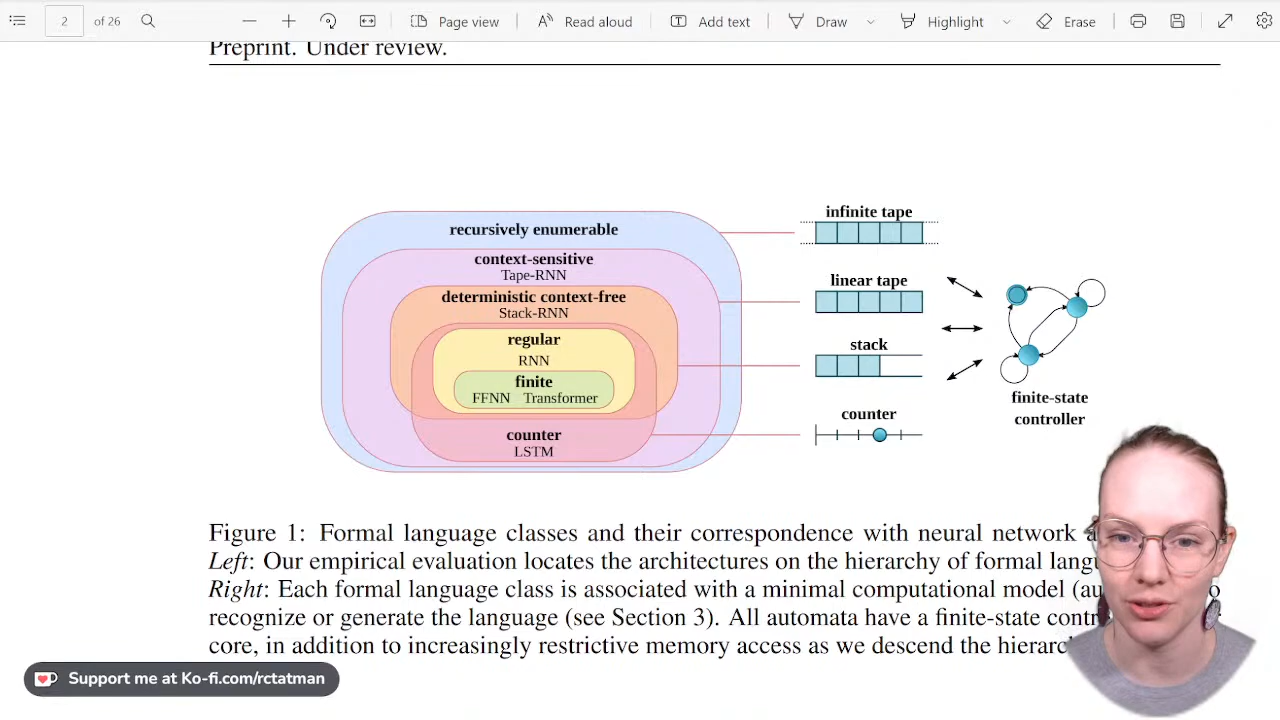 2
of 26
Page view
Read aloud
Add text
Draw
Highlight
Erase
Preprint. Under review.
recursively enumerable
context-sensitive
Tape-RNN
deterministic context-free
Stack-RNN
regular
RNN
finite
FFNN Transformer
counter
LSTM
infinite tape
linear tape
stack
counter
finite-state
controller
Figure 1: Formal language classes and their correspondence with neural network
Left: Our empirical evaluation locates the architectures on the hierarchy of formal
Right: Each formal language class is associated with a minimal computational model
recognize or generate the language (see Section 3). All automata have a finite-state
core, in addition to increasingly restrictive memory access as we descend the
Support me at Ko-fi.com/rctatman